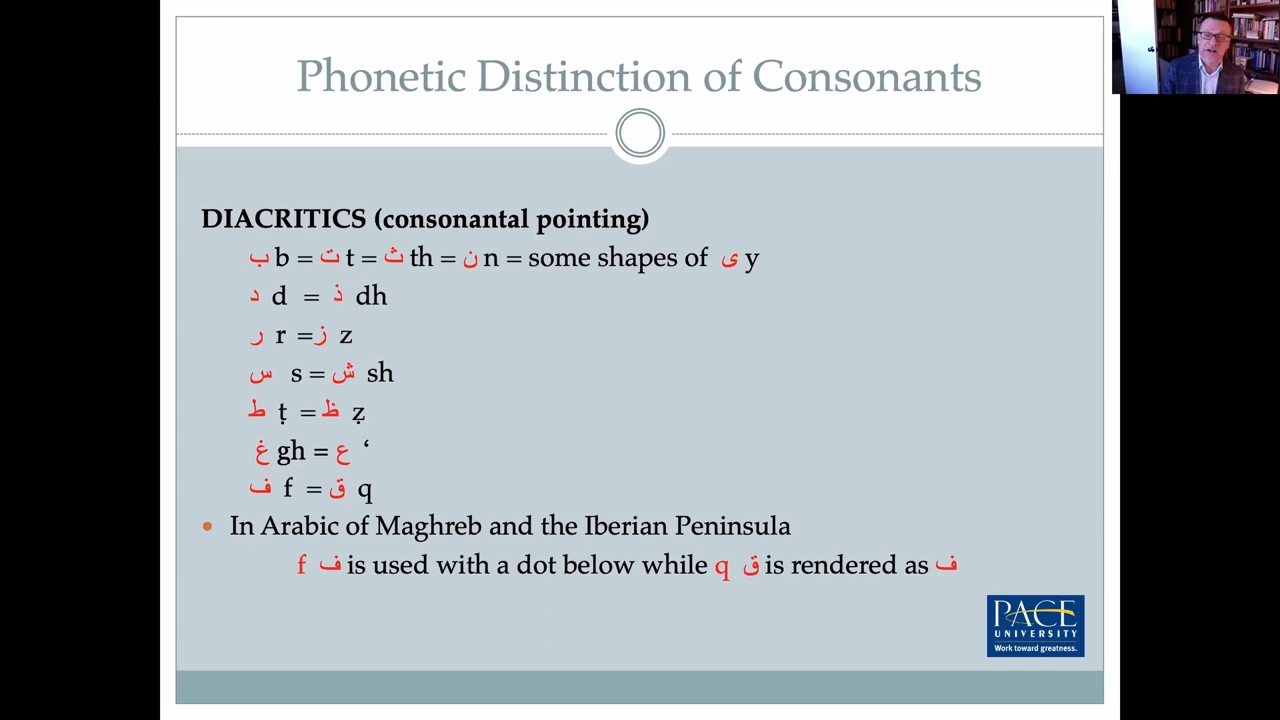 Phonetic Distinction of Consonants
DIACRITICS (consonantal pointing)
ب b = ت t = ث th = ن n = some shapes of ى y
د d = ذ dh
ر r = ز z
س s = ش sh
ط ṭ = ظ ẓ
غ gh = ع ‘
ف f = ق q
• In Arabic of Maghreb and the Iberian Peninsula
f ف is used with a dot below while q ق is rendered as ف
PACE
UNIVERSITY
Work toward greatness.